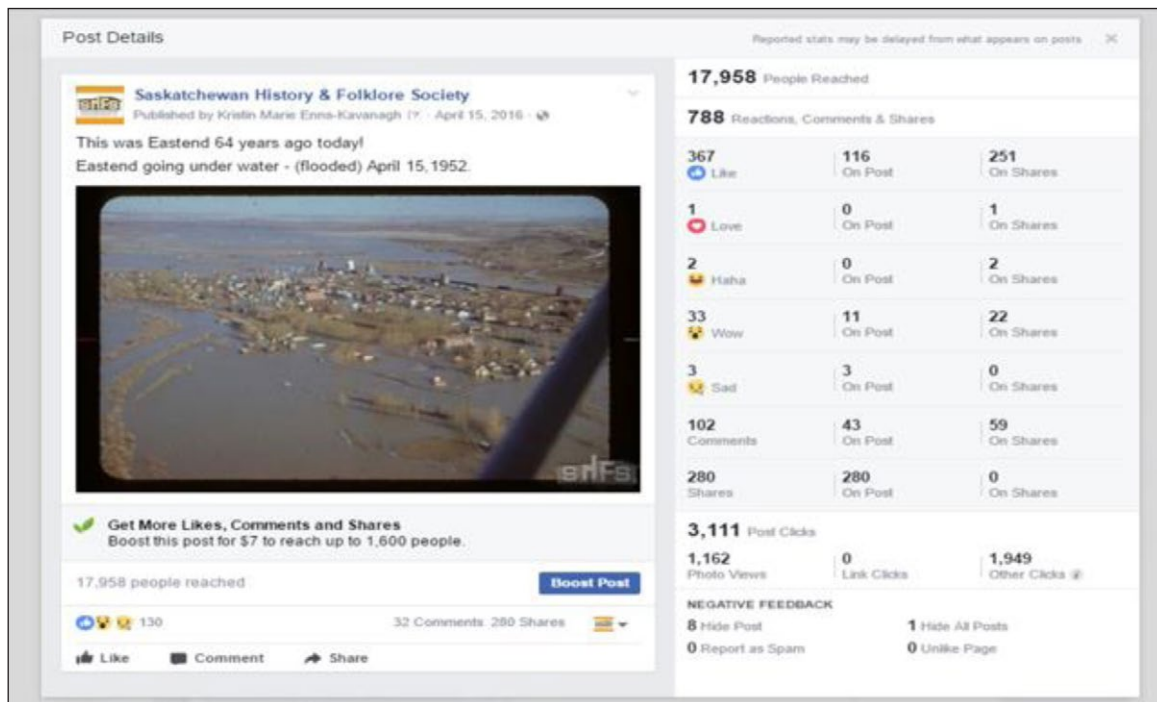 Post Details
Reported stats may be delayed from what appears on posts
SHFS
Saskatchewan History & Folklore Society
Published by Kristin Marie Enns-Kavanagh [?] · April 15, 2016 ·
This was Eastend 64 years ago today!
Eastend going under water - (flooded) April 15, 1952.
SHFS
Get More Likes, Comments and Shares
Boost this post for $7 to reach up to 1,600 people.
17,958 people reached
Boost Post
130
32 Comments 280 Shares
Like Comment Share
17,958 People Reached
788 Reactions, Comments & Shares
367 116 251
Like On Post On Shares
1 0 1
Love On Post On Shares
2 0 2
Haha On Post On Shares
33 11 22
Wow On Post On Shares
3 3 0
Sad On Post On Shares
102 43 59
Comments On Post On Shares
280 280 0
Shares On Post On Shares
3,111 Post Clicks
1,162 0 1,949
Photo Views Link Clicks Other Clicks
NEGATIVE FEEDBACK
8 Hide Post 1 Hide All Posts
0 Report as Spam 0 Unlike Page